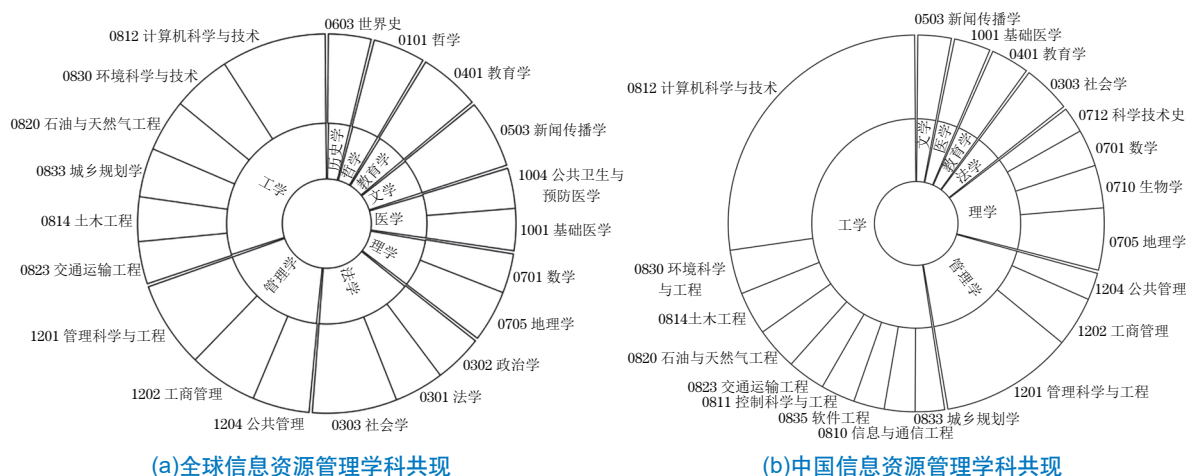 0603 世界史
0101 哲学
0401 教育学
0503 新闻传播学
1004 公共卫生与
预防医学
1001 基础医学
0701 数学
0705 地理学
0302 政治学
0301 法学
0303 社会学
1204 公共管理
1202 工商管理
1201 管理科学与工程
0823 交通运输工程
0814 土木工程
0833 城乡规划学
0820 石油与天然气工程
0830 环境科学与技术
0812 计算机科学与技术
历史学
哲学
教育学
文学
医学
理学
法学
管理学
工学
(a)全球信息资源管理学科共现
0503 新闻传播学
1001 基础医学
0401 教育学
0303 社会学
0712 科学技术史
0701 数学
0710 生物学
0705 地理学
1204 公共管理
1202 工商管理
1201 管理科学与工程
0833 城乡规划学
0810 信息与通信工程
0835 软件工程
0811 控制科学与工程
0823 交通运输工程
0820 石油与天然气工程
0814土木工程
0830 环境科学
与工程
0812 计算机科学与技术
文学
医学
教育学
法学
理学
管理学
工学
(b)中国信息资源管理学科共现